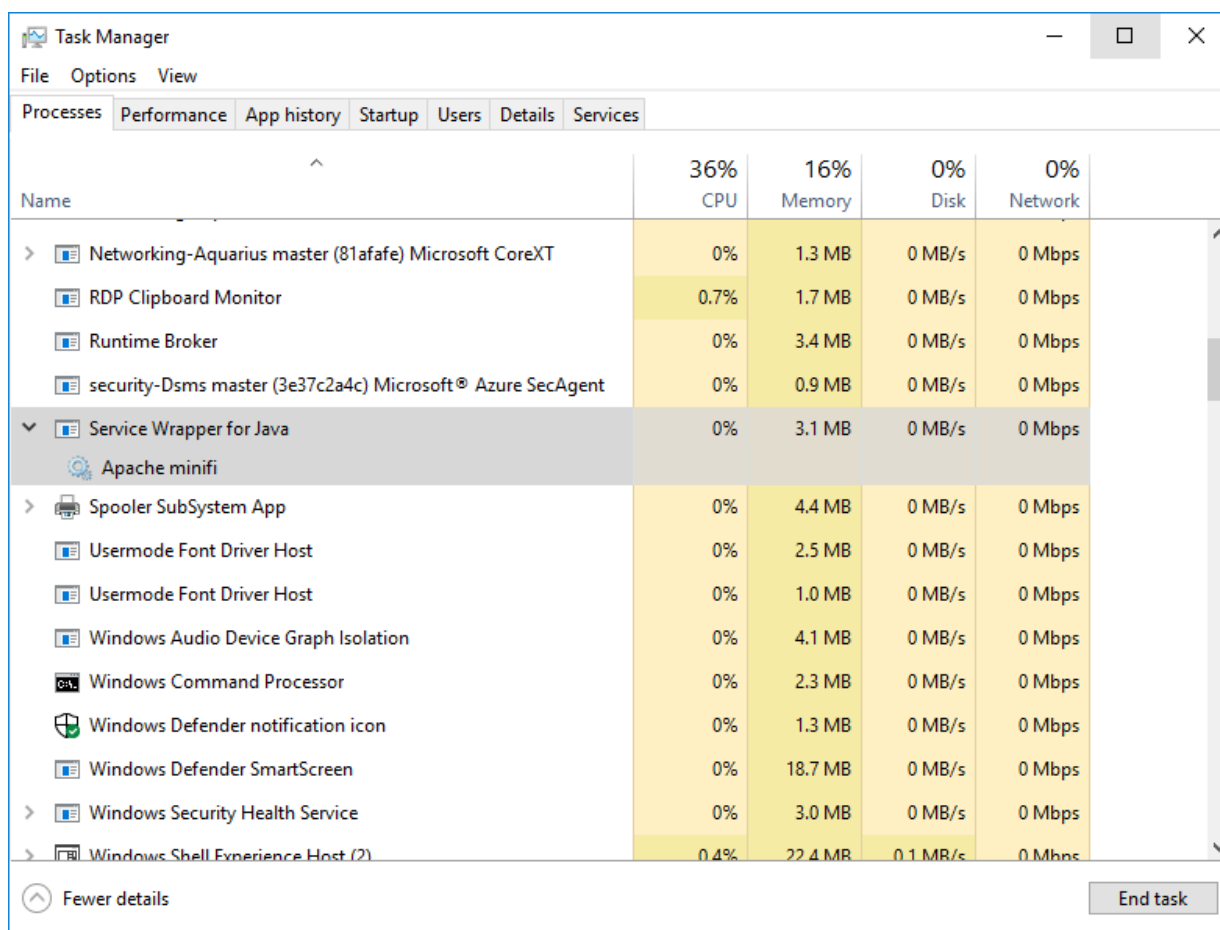 Task Manager
File Options View
Processes Performance App history Startup Users Details Services
36% 16% 0% 0%
Name CPU Memory Disk Network
Networking-Aquarius master (81afafe) Microsoft CoreXT 0% 1.3 MB 0 MB/s 0 Mbps
RDP Clipboard Monitor 0.7% 1.7 MB 0 MB/s 0 Mbps
Runtime Broker 0% 3.4 MB 0 MB/s 0 Mbps
security-Dsms master (3e37c2a4c) Microsoft® Azure SecAgent 0% 0.9 MB 0 MB/s 0 Mbps
Service Wrapper for Java 0% 3.1 MB 0 MB/s 0 Mbps
Apache minifi
Spooler SubSystem App 0% 4.4 MB 0 MB/s 0 Mbps
Usermode Font Driver Host 0% 2.5 MB 0 MB/s 0 Mbps
Usermode Font Driver Host 0% 1.0 MB 0 MB/s 0 Mbps
Windows Audio Device Graph Isolation 0% 4.1 MB 0 MB/s 0 Mbps
Windows Command Processor 0% 2.3 MB 0 MB/s 0 Mbps
Windows Defender notification icon 0% 1.3 MB 0 MB/s 0 Mbps
Windows Defender SmartScreen 0% 18.7 MB 0 MB/s 0 Mbps
Windows Security Health Service 0% 3.0 MB 0 MB/s 0 Mbps
Windows Shell Experience Host (2) 0.4% 22.4 MB 0.1 MB/s 0 Mbps
Fewer details End task